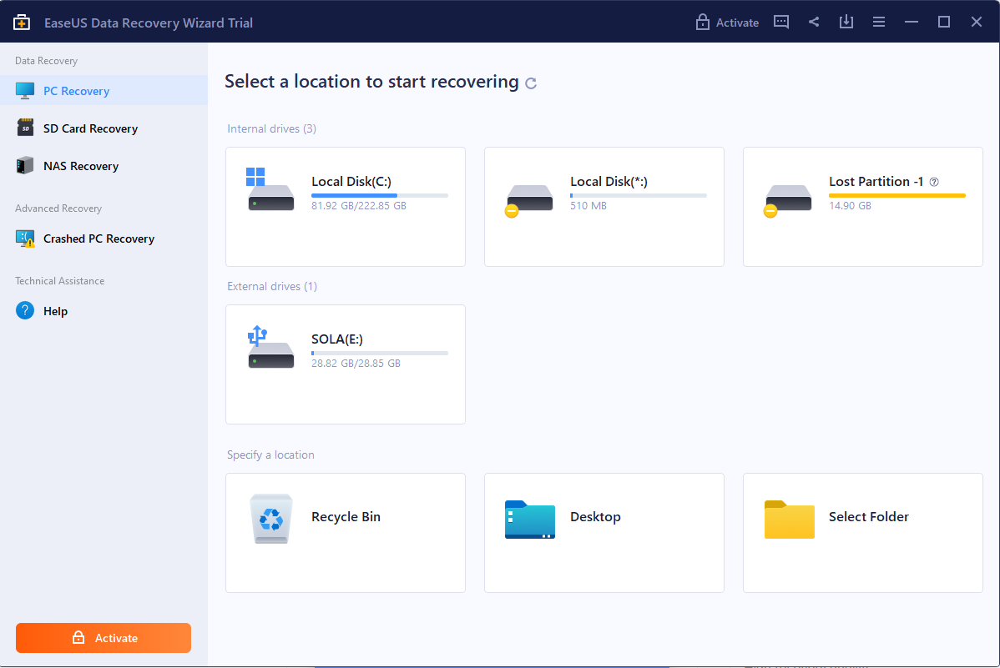 EaseUS Data Recovery Wizard Trial
Activate
Data Recovery
PC Recovery
SD Card Recovery
NAS Recovery
Advanced Recovery
Crashed PC Recovery
Technical Assistance
Help
Activate
Select a location to start recovering
Internal drives (3)
Local Disk(C:)
81.92 GB/222.85 GB
Local Disk(*:)
510 MB
Lost Partition -1
14.90 GB
External drives (1)
SOLA(E:)
28.82 GB/28.85 GB
Specify a location
Recycle Bin
Desktop
Select Folder